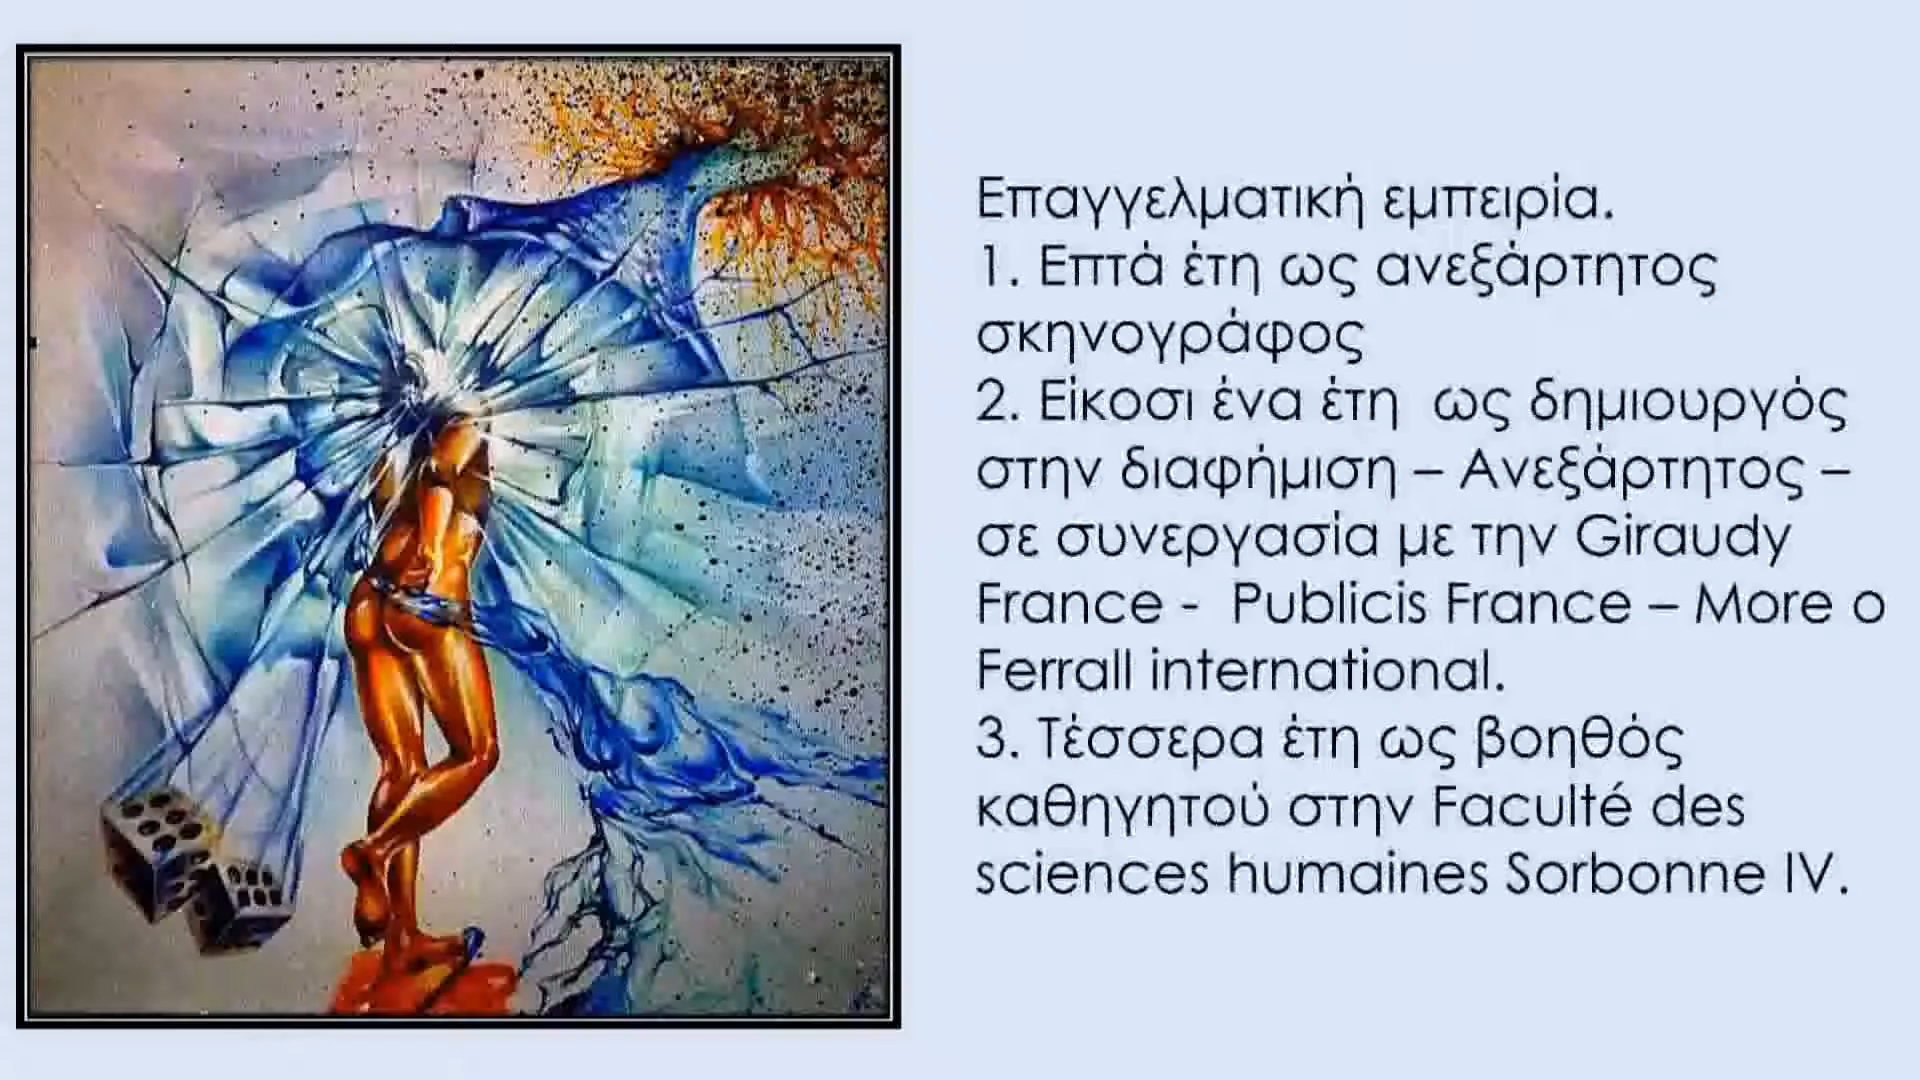 Επαγγελματική εμπειρία.
1. Επτά έτη ως ανεξάρτητος
σκηνογράφος
2. Είκοσι ένα έτη  ως δημιουργός
στην διαφήμιση – Ανεξάρτητος –
σε συνεργασία με την Giraudy
France -  Publicis France – More o
Ferrall international.
3. Τέσσερα έτη ως βοηθός
καθηγητού στην Faculté des
sciences humaines Sorbonne IV.